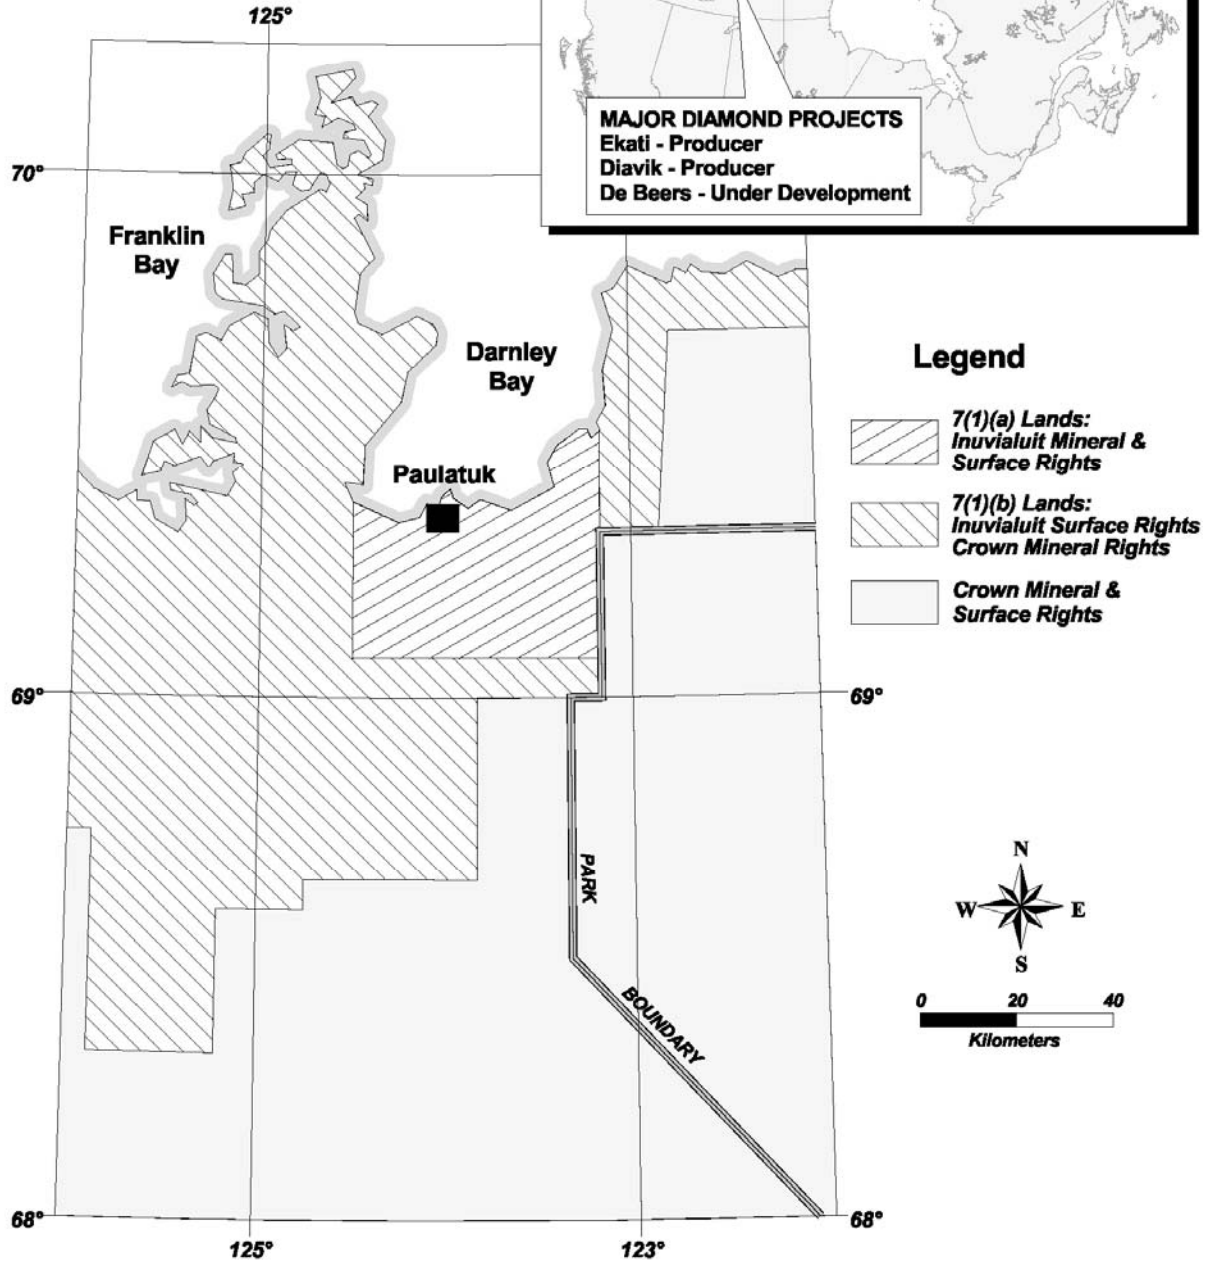 125°
MAJOR DIAMOND PROJECTS
Ekati - Producer
Diavik - Producer
De Beers - Under Development
70°
Franklin
Bay
Darnley
Bay
Paulatuk
Legend
7(1)(a) Lands:
Inuvialuit Mineral &
Surface Rights
7(1)(b) Lands:
Inuvialuit Surface Rights
Crown Mineral Rights
Crown Mineral &
Surface Rights
69°
69°
PARK
BOUNDARY
N
W
E
S
0 20 40
Kilometers
68°
68°
125°
123°